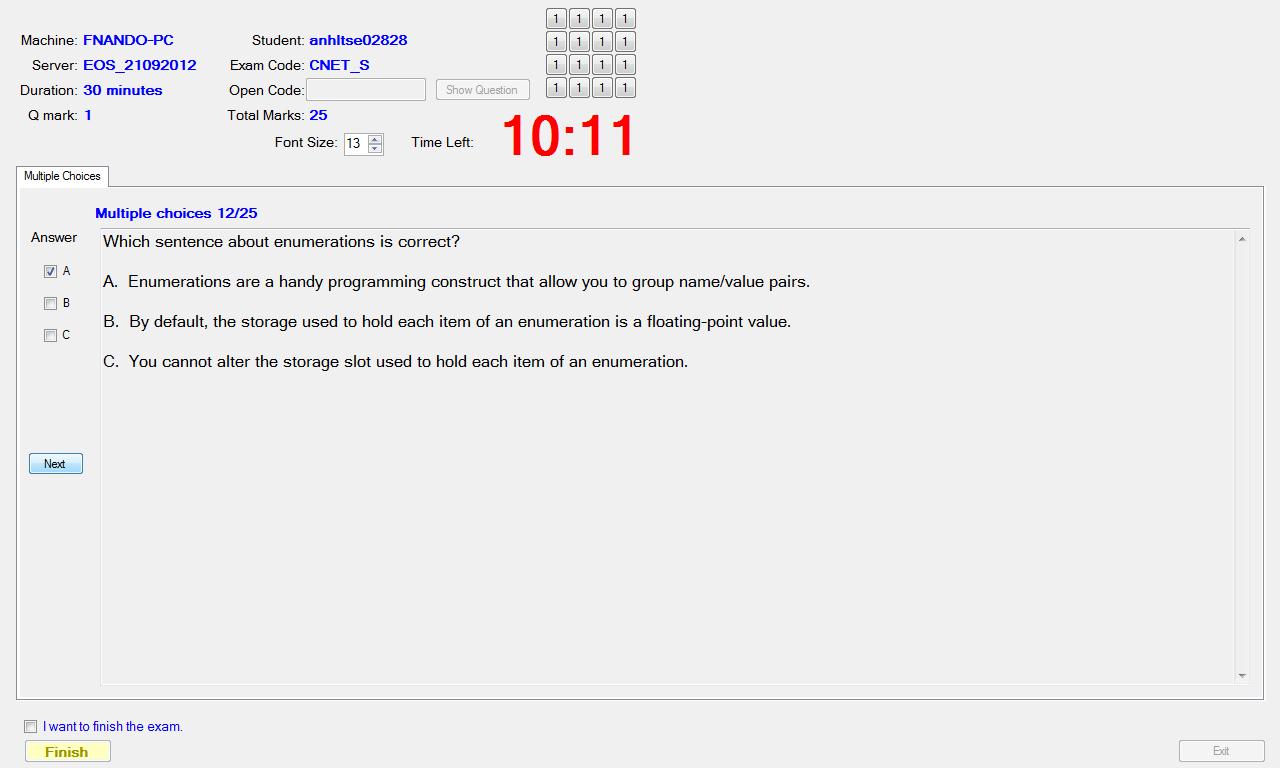 Machine: FNANDO-PC Student: anhltse02828 1 1 1 1
Server: EOS_21092012 Exam Code: CNET_S 1 1 1 1
Duration: 30 minutes Open Code: Show Question 1 1 1 1
Q mark: 1 Total Marks: 25 1 1 1 1
Font Size: 13 Time Left: 10:11
Multiple Choices
Multiple choices 12/25
Answer
Which sentence about enumerations is correct?
A
A. Enumerations are a handy programming construct that allow you to group name/value pairs.
B
B. By default, the storage used to hold each item of an enumeration is a floating-point value.
C
C. You cannot alter the storage slot used to hold each item of an enumeration.
Next
I want to finish the exam.
Finish
Exit